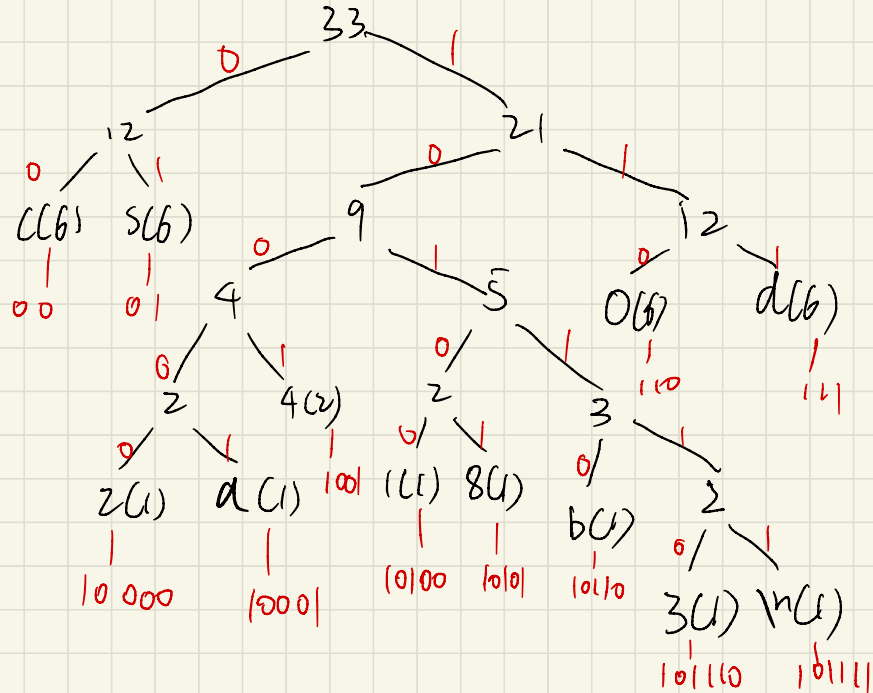 33
0 1
12 21
0 1 0 1
C(6) S(6) 9 12
00 01 0 1 0 1
4 5 O(6) d(6)
110 111
0 1 0 1
2 4(2) 2 3
1001
0 1 0 1 0 1
2(1) a(1) 1(1) 8(1) b(1) 2
10000 10001 10100 10101 10110
0 1
3(1) \n(1)
101110 101111